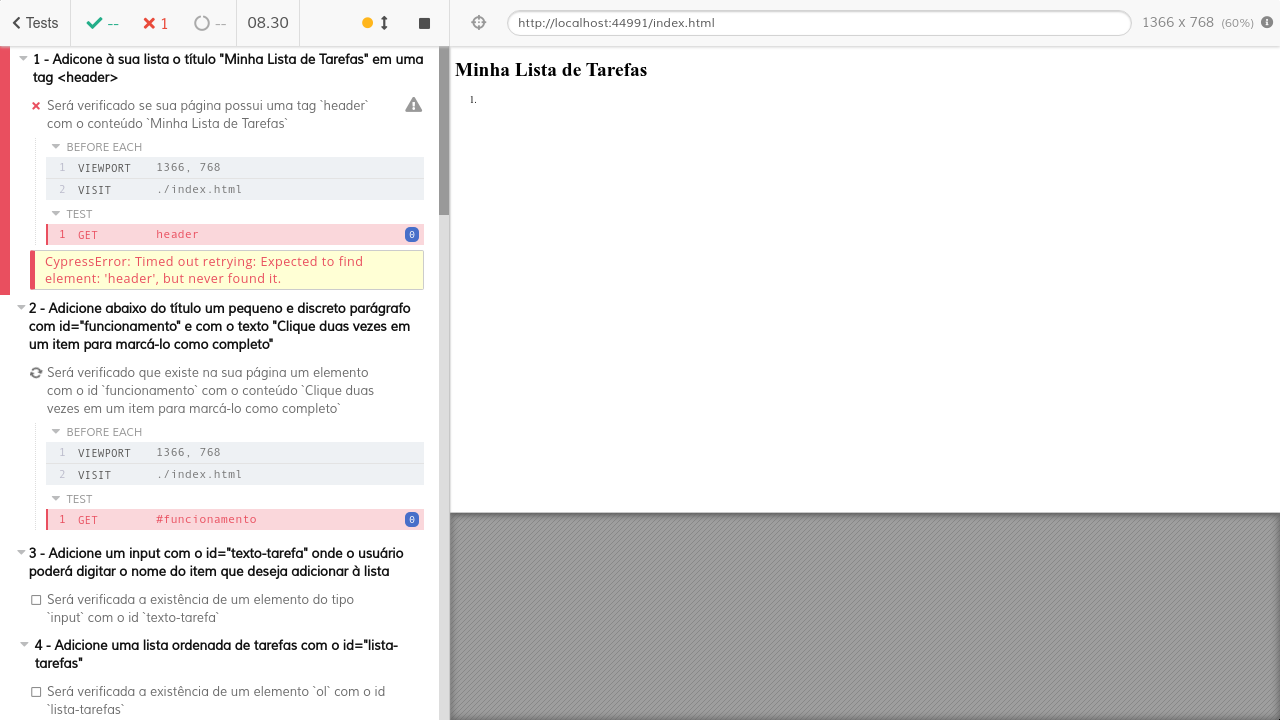 Tests
--
1
--
08.30
http://localhost:44991/index.html
1366 x 768 (60%)
1 - Adicone à sua lista o título "Minha Lista de Tarefas" em uma
tag <header>
Será verificado se sua página possui uma tag `header`
com o conteúdo `Minha Lista de Tarefas`
BEFORE EACH
1 VIEWPORT 1366, 768
2 VISIT ./index.html
TEST
1 GET header 0
CypressError: Timed out retrying: Expected to find
element: 'header', but never found it.
2 - Adicione abaixo do título um pequeno e discreto parágrafo
com id="funcionamento" e com o texto "Clique duas vezes em
um item para marcá-lo como completo"
Será verificado que existe na sua página um elemento
com o id `funcionamento` com o conteúdo `Clique duas
vezes em um item para marcá-lo como completo`
BEFORE EACH
1 VIEWPORT 1366, 768
2 VISIT ./index.html
TEST
1 GET #funcionamento 0
3 - Adicione um input com o id="texto-tarefa" onde o usuário
poderá digitar o nome do item que deseja adicionar à lista
Será verificada a existência de um elemento do tipo
`input` com o id `texto-tarefa`
4 - Adicione uma lista ordenada de tarefas com o id="lista-
tarefas"
Será verificada a existência de um elemento `ol` com o id
`lista-tarefas`
Minha Lista de Tarefas
1.